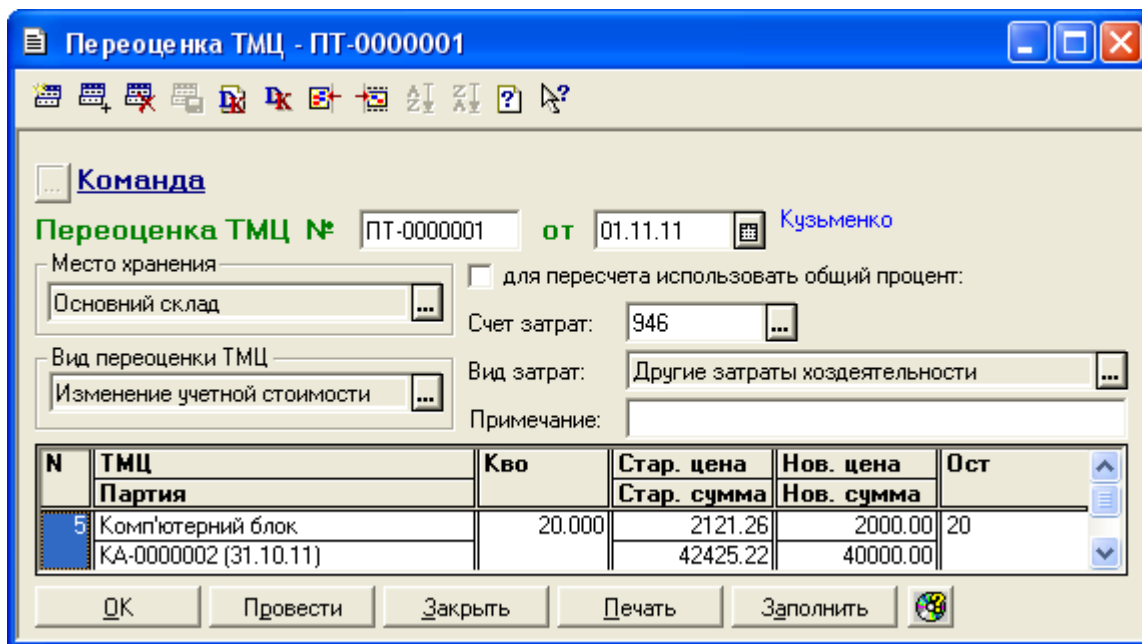 Переоценка ТМЦ - ПТ-0000001
... Команда
Переоценка ТМЦ № ПТ-0000001 от 01.11.11 Кузьменко
Место хранения
для пересчета использовать общий процент:
Основний склад ...
Счет затрат: 946 ...
Вид переоценки ТМЦ
Вид затрат: Другие затраты хоздеятельности ...
Изменение учетной стоимости ...
Примечание:
N ТМЦ Кво Стар. цена Нов. цена Ост
Партия Стар. сумма Нов. сумма
5 Комп'ютерний блок 20.000 2121.26 2000.00 20
КА-0000002 (31.10.11) 42425.22 40000.00
OK Провести Закрыть Печать Заполнить